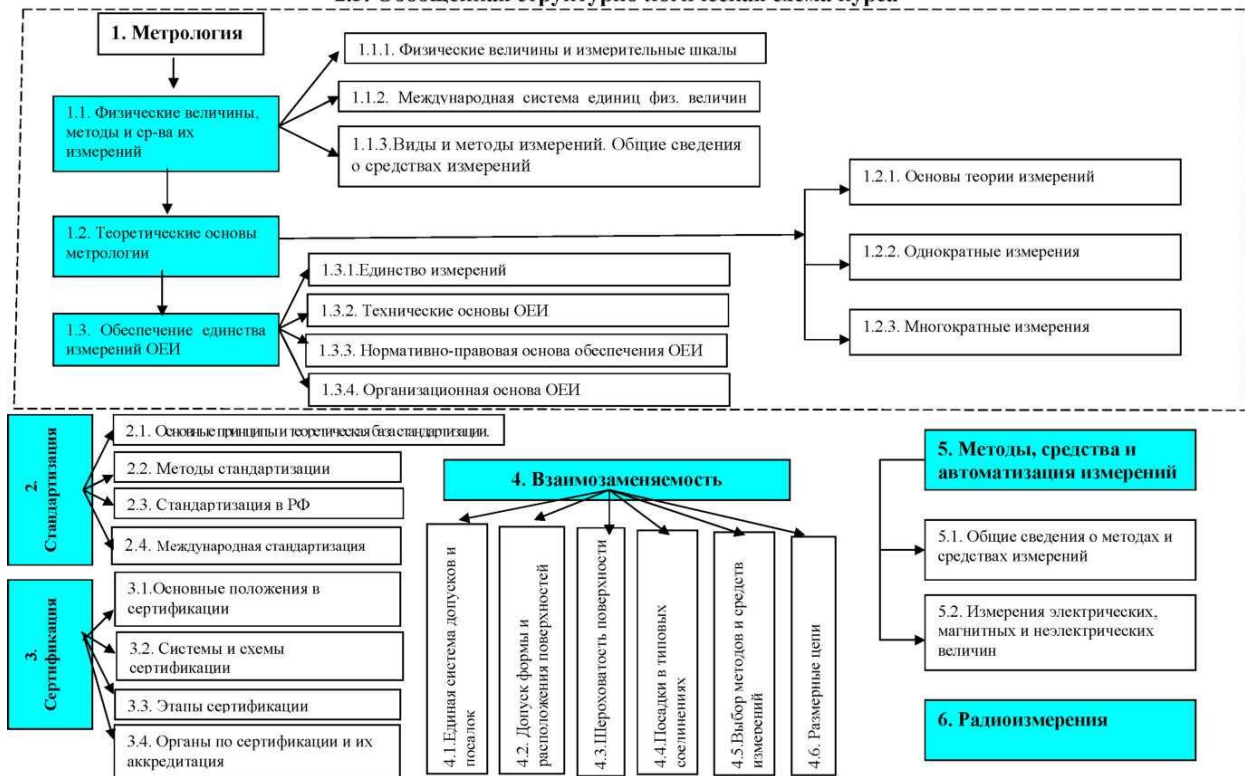 2.3. Обобщенная структурно логическая схема курса
1. Метрология
1.1. Физические величины,
методы и ср-ва их
измерений
1.1.1. Физические величины и измерительные шкалы
1.1.2. Международная система единиц физ. величин
1.1.3.Виды и методы измерений. Общие сведения
о средствах измерений
1.2. Теоретические основы
метрологии
1.2.1. Основы теории измерений
1.2.2. Однократные измерения
1.2.3. Многократные измерения
1.3. Обеспечение единства
измерений ОЕИ
1.3.1.Единство измерений
1.3.2. Технические основы ОЕИ
1.3.3. Нормативно-правовая основа обеспечения ОЕИ
1.3.4. Организационная основа ОЕИ
2.
Стандартизация
2.1. Основные принципы и теоретическая база стандартизации.
2.2. Методы стандартизации
2.3. Стандартизация в РФ
2.4. Международная стандартизация
3.
Сертификация
3.1.Основные положения в
сертификации
3.2. Системы и схемы
сертификации
3.3. Этапы сертификации
3.4. Органы по сертификации и их
аккредитация
4. Взаимозаменяемость
4.1.Единая система допусков и
посалок
4.2. Допуск формы и
расположения поверхностей
4.3.Шероховатость поверхности
4.4.Посадки в типовых
соелинениях
4.5.Выбор методов и средств
измерений
4.6. Размерные цепи
5. Методы, средства и
автоматизация измерений
5.1. Общие сведения о методах и
средствах измерений
5.2. Измерения электрических,
магнитных и неэлектрических
величин
6. Радиоизмерения